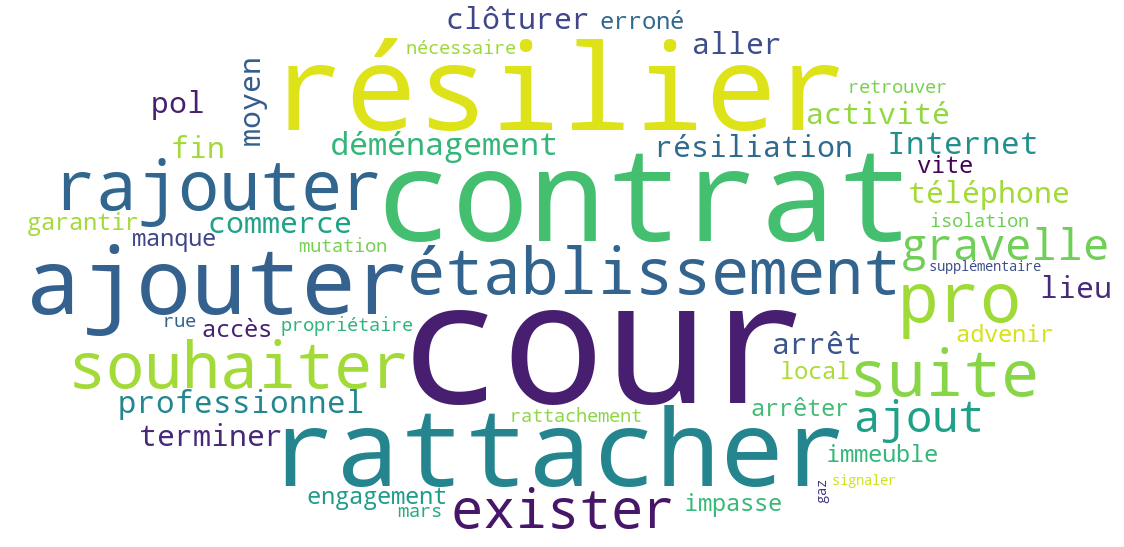 clôturer erroné
nécessaire aller
résilier
retrouver
pol moyen activité
fin déménagement résiliation Internet
vite
rajouter contrat téléphone
garantir commerce isolation
manque mutation gravelle
ajouter établissement supplémentaire
pro lieu
rue accès propriétaire cour advenir
arrêt
souhaiter local suite
professionnel rattachement arrêter ajout
terminer rattacher immeuble
signaler
gaz
engagement exister impasse
mars